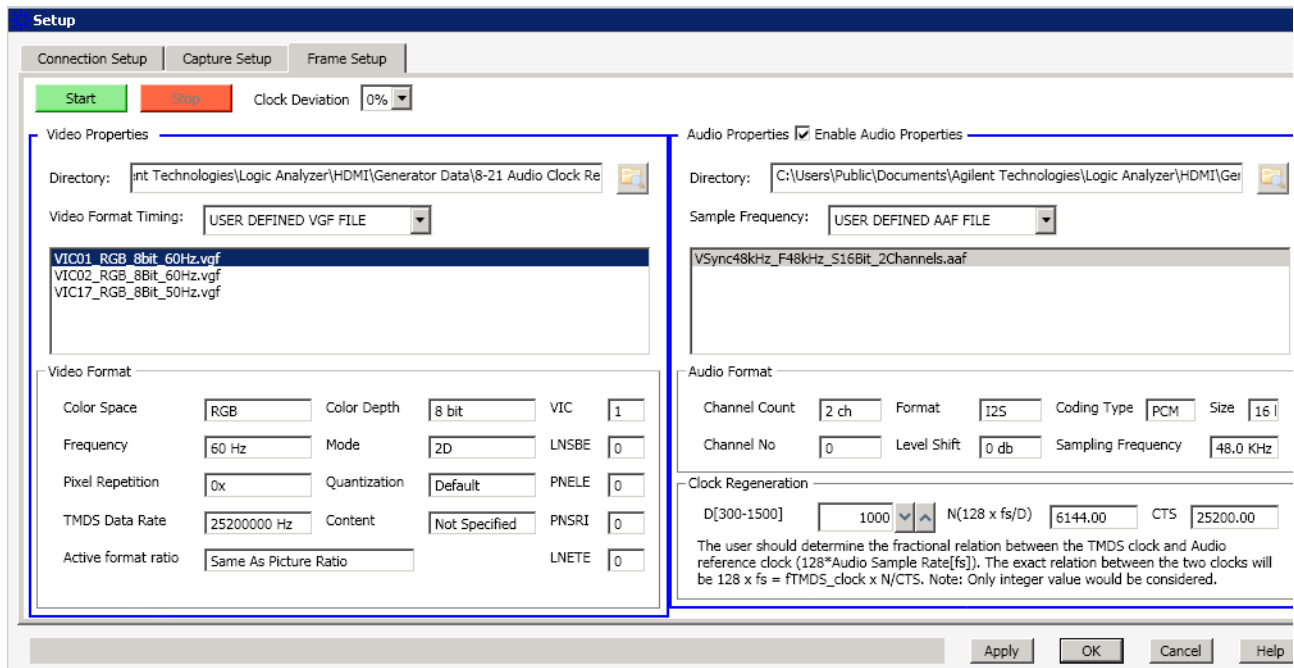 Setup
Connection Setup Capture Setup Frame Setup
Start Stop Clock Deviation 0%
Video Properties
Directory: ent Technologies\Logic Analyzer\HDMI\Generator Data\8-21 Audio Clock Re
Video Format Timing: USER DEFINED VGF FILE
VIC01_RGB_8bit_60Hz.vgf
VIC02_RGB_8Bit_60Hz.vgf
VIC17_RGB_8Bit_50Hz.vgf
Video Format
Color Space RGB Color Depth 8 bit VIC 1
Frequency 60 Hz Mode 2D LNSBE 0
Pixel Repetition 0x Quantization Default PNELE 0
TMDS Data Rate 25200000 Hz Content Not Specified PNSRI 0
Active format ratio Same As Picture Ratio LNETE 0
Audio Properties Enable Audio Properties
Directory: C:\Users\Public\Documents\Agilent Technologies\Logic Analyzer\HDMI\Ger
Sample Frequency: USER DEFINED AAF FILE
VSync48kHz_F48kHz_S16Bit_2Channels.aaf
Audio Format
Channel Count 2 ch Format I2S Coding Type PCM Size 16
Channel No 0 Level Shift 0 db Sampling Frequency 48.0 KHz
Clock Regeneration
D[300-1500] 1000 N(128 x fs/D) 6144.00 CTS 25200.00
The user should determine the fractional relation between the TMDS clock and Audio
reference clock (128*Audio Sample Rate[fs]). The exact relation between the two clocks will
be 128 x fs = fTMDS_clock x N/CTS. Note: Only integer value would be considered.
Apply OK Cancel Help